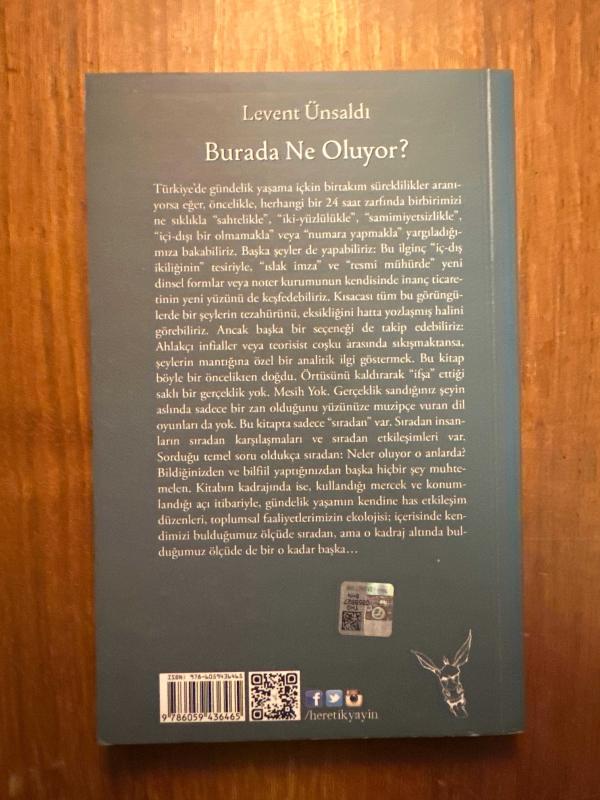 Levent Ünsaldı
Burada Ne Oluyor?
Türkiye'de gündelik yaşama içkin birtakım süreklilikler aranı-
yorsa eğer, öncelikle, herhangi bir 24 saat zarfında birbirimizi
ne sıklıkla “sahtelikle”, “iki-yüzlülükle”, “samimiyetsizlikle”,
“içi-dışı bir olmamakla” veya “numara yapmakla” yargıladığı-
mıza bakabiliriz. Başka şeyler de yapabiliriz: Bu ilginç “iç-dış
ikiliğinin” tesiriyle, “ıslak imza” ve “resmi mühürde” yeni
dinsel formlar veya noter kurumunun kendisinde inanç ticare-
tinin yeni yüzünü de keşfedebiliriz. Kısacası tüm bu görüngü-
lerde bir şeylerin tezahürünü, eksikliğini hatta yozlaşmış halini
görebiliriz. Ancak başka bir seçeneği de takip edebiliriz:
Ahlakçı infialler veya teorisist coşku arasında sıkışmaktansa,
şeylerin mantığına özel bir analitik ilgi göstermek. Bu kitap
böyle bir öncelikten doğdu. Örtüsünü kaldırarak “ifşa” ettiği
saklı bir gerçeklik yok. Mesih Yok. Gerçeklik sandığınız şeyin
aslında sadece bir zan olduğunu yüzünüze muzipçe vuran dil
oyunları da yok. Bu kitapta sadece “sıradan” var. Sıradan insan-
ların sıradan karşılaşmaları ve sıradan etkileşimleri var.
Sorduğu temel soru oldukça sıradan: Neler oluyor o anlarda?
Bildiğinizden ve bilfiil yaptığınızdan başka hiçbir şey muhte-
melen. Kitabın kadrajında ise, kullandığı mercek ve konum-
landığı açı itibariyle, gündelik yaşamın kendine has etkileşim
düzenleri, toplumsal faaliyetlerimizin ekolojisi; içerisinde ken-
dimizi bulduğumuz ölçüde sıradan, ama o kadraj altında bul-
duğumuz ölçüde de bir o kadar başka...
ISBN: 978-6059436465
9 786059 436465
/heretikyayin